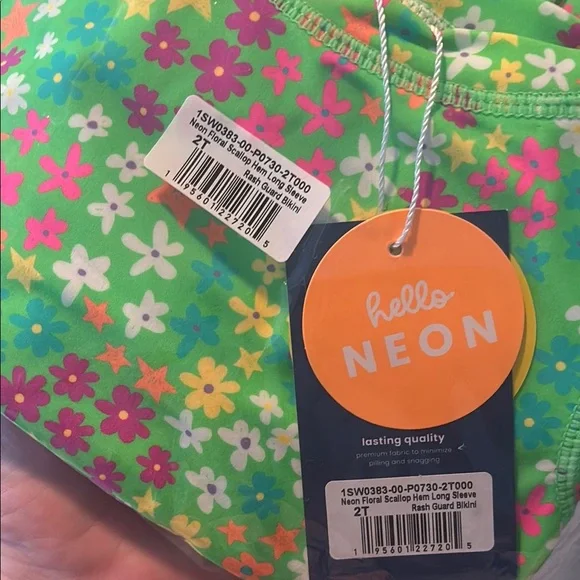 1SW0383-00-P0730-2T000
Neon Floral Scallop Hem Long Sleeve
2T Rash Guard Bikini
1 95601 22720 5
hello
NEON
lasting quality
premium fabric to minimize
pilling and snagging
1SW0383-00-P0730-2T000
Neon Floral Scallop Hem Long Sleeve
2T Rash Guard Bikini
1 95601 22720 5